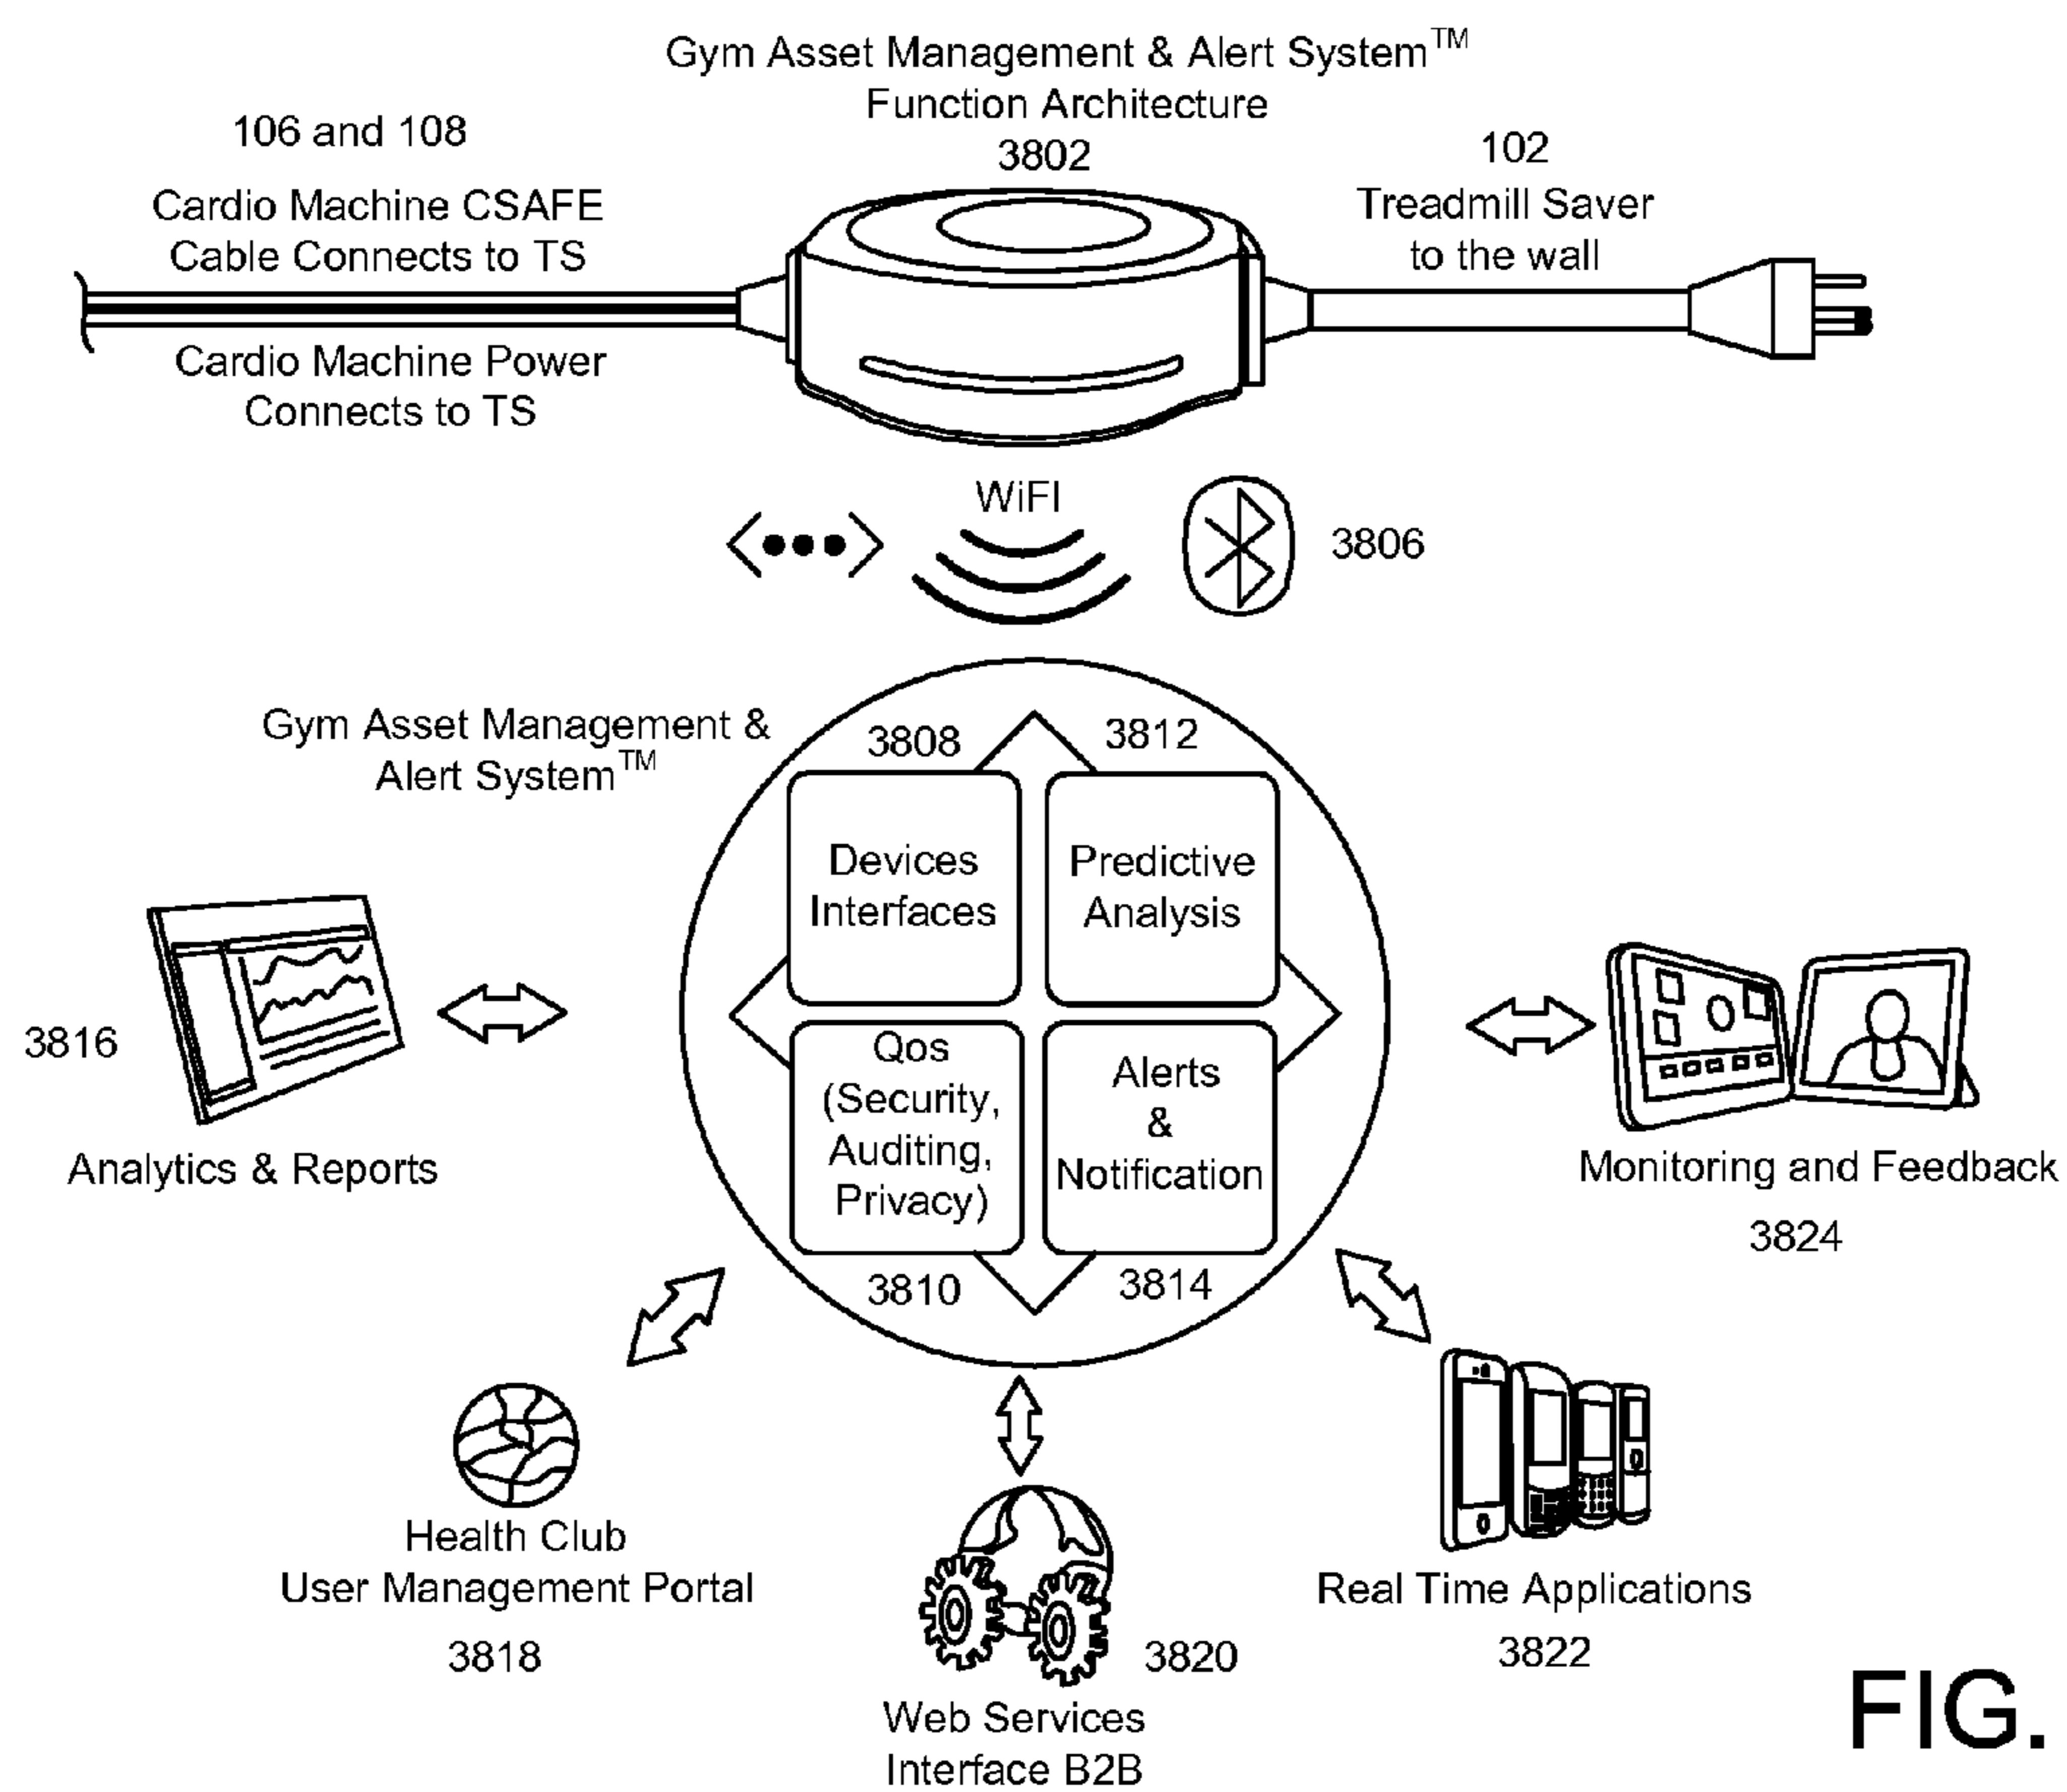 Gym Asset Management & Alert System™
Function Architecture
3802
106 and 108
Cardio Machine CSAFE
Cable Connects to TS
Cardio Machine Power
Connects to TS
102
Treadmill Saver
to the wall
WiFI
3806
Gym Asset Management &
Alert System™
3808
3812
Devices
Interfaces
Predictive
Analysis
Qos
(Security,
Auditing,
Privacy)
Alerts
&
Notification
3810
3814
3816
Analytics & Reports
Monitoring and Feedback
3824
Health Club
User Management Portal
3818
3820
Web Services
Interface B2B
Real Time Applications
3822
FIG.